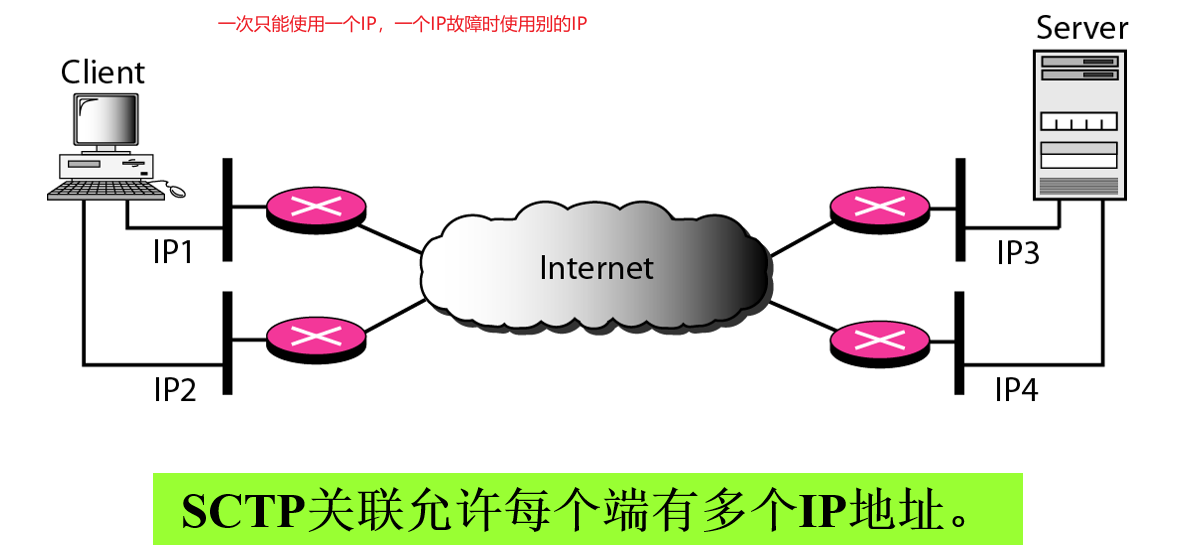 一次只能使用一个IP，一个IP故障时使用别的IP
Server
Client
Internet
IP1
IP3
IP2
IP4
SCTP关联允许每个端有多个IP地址。